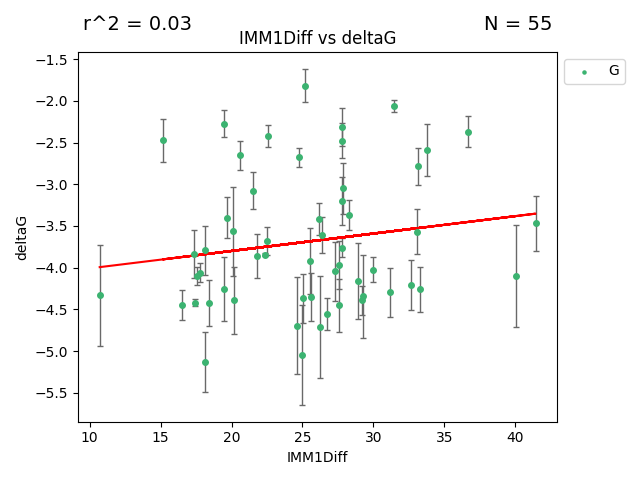 r^2 = 0.03
N = 55
IMM1Diff vs deltaG
G
−1.5
−2.0
−2.5
−3.0
−3.5
−4.0
−4.5
−5.0
−5.5
deltaG
10 15 20 25 30 35 40
IMM1Diff